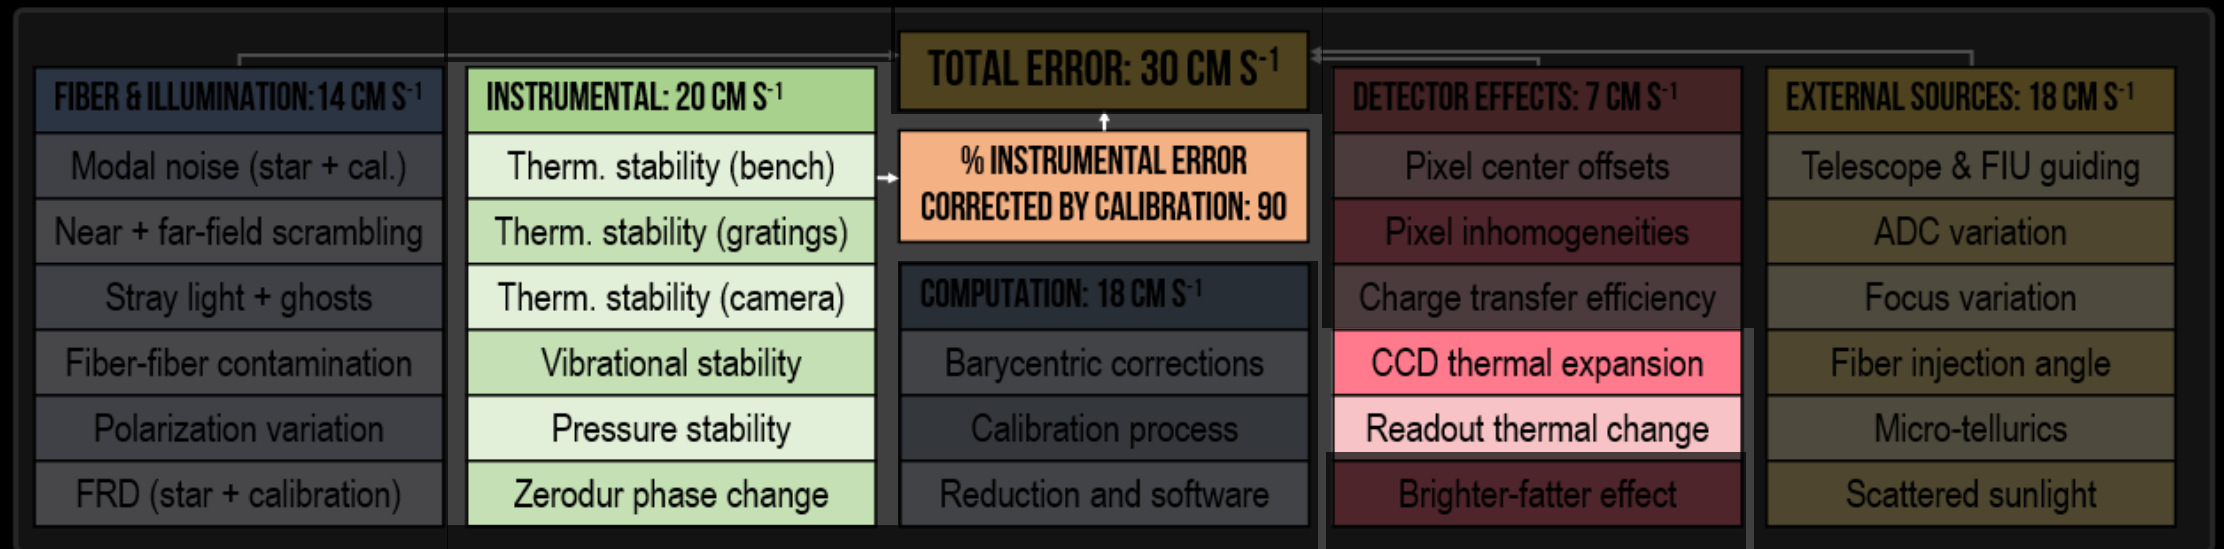 TOTAL ERROR: 30 CM S-1
FIBER & ILLUMINATION:14 CM S-1
Modal noise (star + cal.)
Near + far-field scrambling
Stray light + ghosts
Fiber-fiber contamination
Polarization variation
FRD (star + calibration)
INSTRUMENTAL: 20 CM S-1
Therm. stability (bench)
Therm. stability (gratings)
Therm. stability (camera)
Vibrational stability
Pressure stability
Zerodur phase change
% INSTRUMENTAL ERROR
CORRECTED BY CALIBRATION: 90
COMPUTATION: 18 CM S-1
Barycentric corrections
Calibration process
Reduction and software
DETECTOR EFFECTS: 7 CM S-1
Pixel center offsets
Pixel inhomogeneities
Charge transfer efficiency
CCD thermal expansion
Readout thermal change
Brighter-fatter effect
EXTERNAL SOURCES: 18 CM S-1
Telescope & FIU guiding
ADC variation
Focus variation
Fiber injection angle
Micro-tellurics
Scattered sunlight